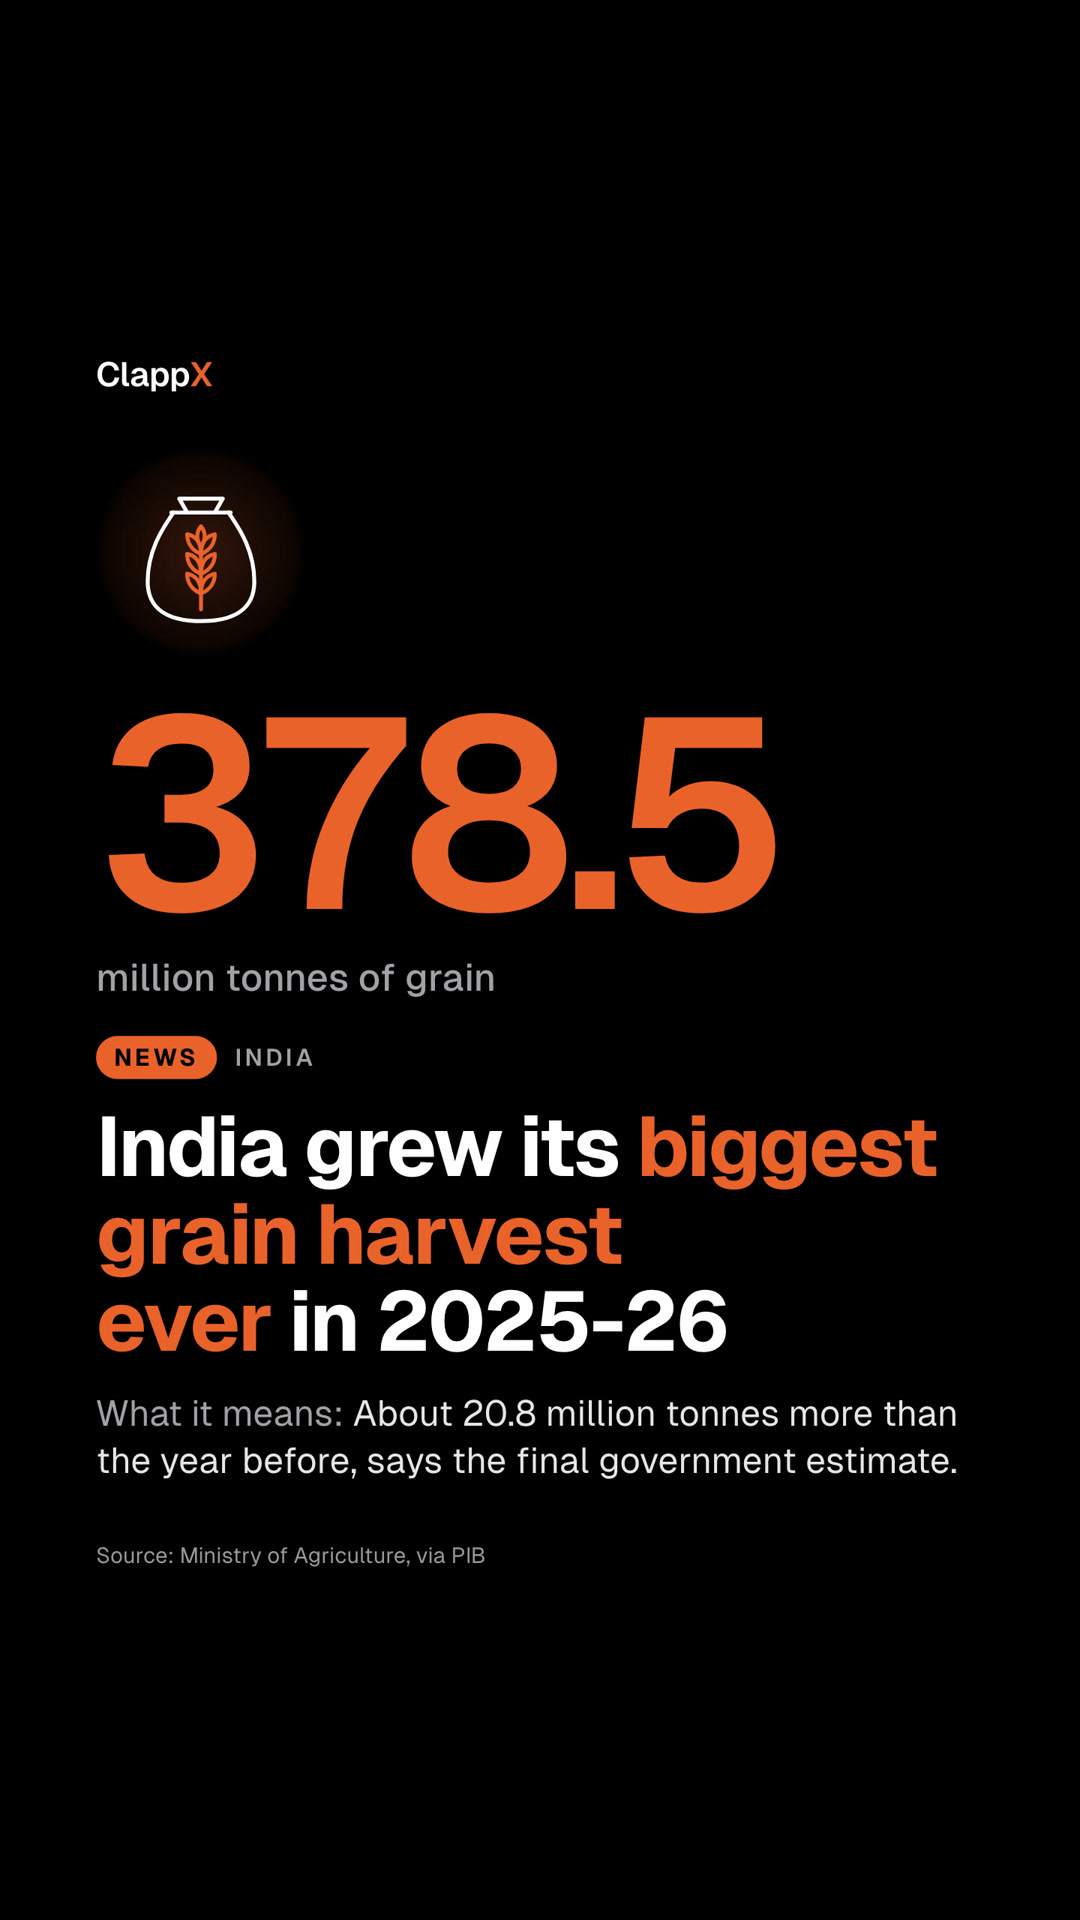 ClappX
378.5
million tonnes of grain
NEWS INDIA
India grew its biggest
grain harvest
ever in 2025-26
What it means: About 20.8 million tonnes more than
the year before, says the final government estimate.
Source: Ministry of Agriculture, via PIB